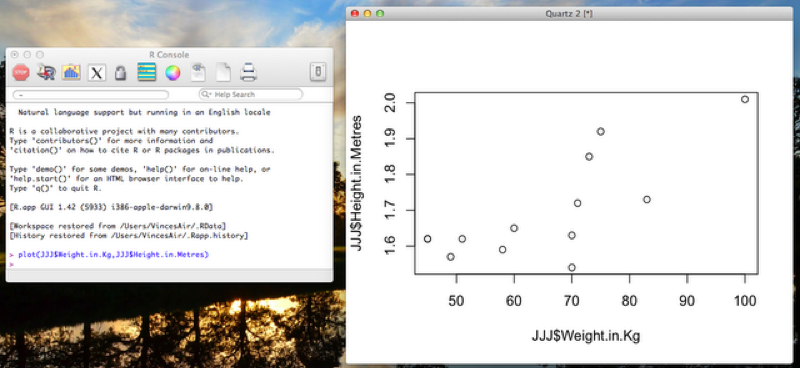 R Console
STOP
X
Help Search
Natural language support but running in an English locale
R is a collaborative project with many contributors.
Type 'contributors()' for more information and
'citation()' on how to cite R or R packages in publications.
Type 'demo()' for some demos, 'help()' for on-line help, or
'help.start()' for an HTML browser interface to help.
Type 'q()' to quit R.
[R.app GUI 1.42 (5933) i386-apple-darwin9.8.0]
[Workspace restored from /Users/VincesAir/.RData]
[History restored from /Users/VincesAir/.Rapp.history]
> plot(JJJ$Weight.in.Kg,JJJ$Height.in.Metres)
>
Quartz 2 [*]
JJJ$Height.in.Metres
2.0
1.9
1.8
1.7
1.6
50 60 70 80 90 100
JJJ$Weight.in.Kg